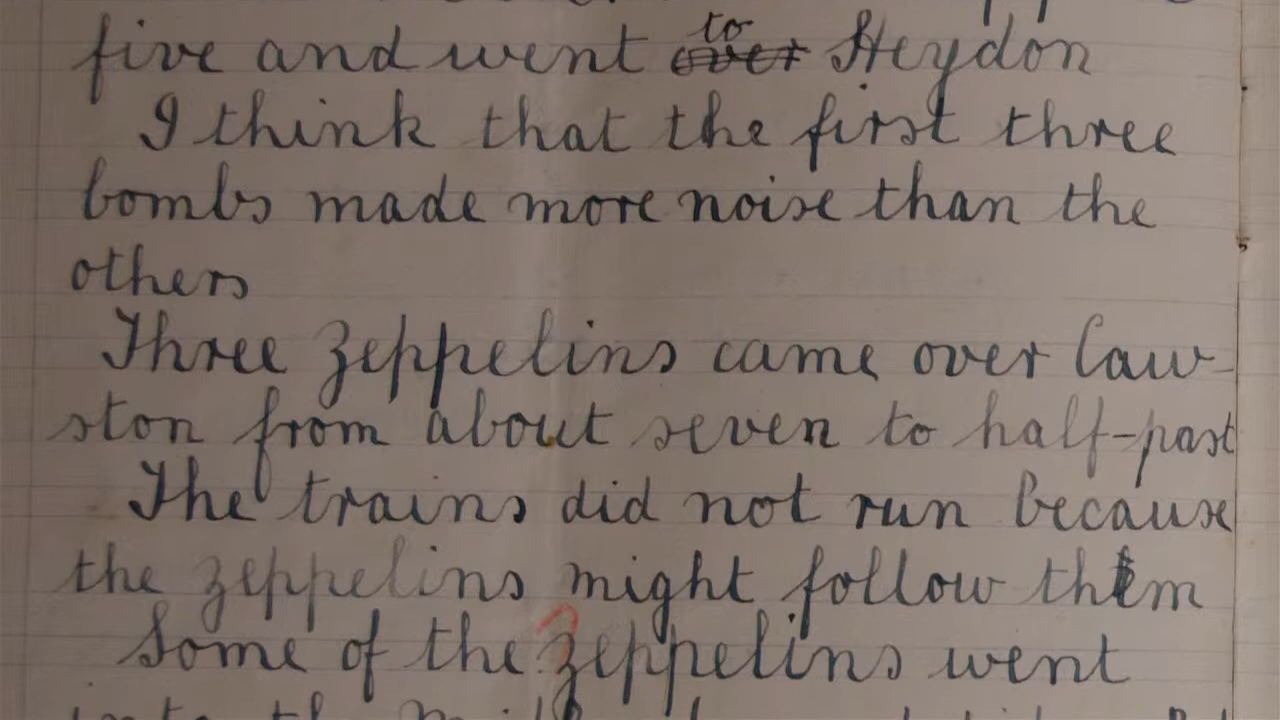 five and went to Heydon
I think that the first three
bombs made more noise than the
others
Three Zeppelins came over Caw-
ston from about seven to half-past
The trains did not run because
the zeppelins might follow them
Some of the zeppelins went